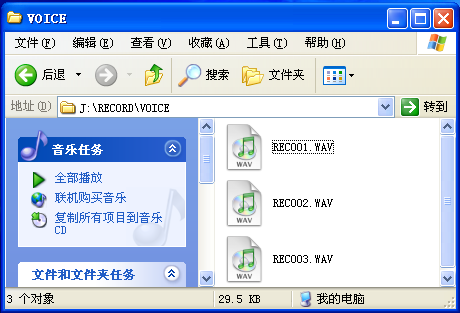 VOICE
文件(F) 编辑(E) 查看(V) 收藏(A) 工具(T) 帮助(H)
后退 搜索 文件夹
地址(D) J:\RECORD\VOICE 转到
音乐任务
全部播放
联机购买音乐
复制所有项目到音乐
CD
文件和文件夹任务
WAV REC001.WAV
WAV REC002.WAV
WAV REC003.WAV
3 个对象 29.5 KB 我的电脑